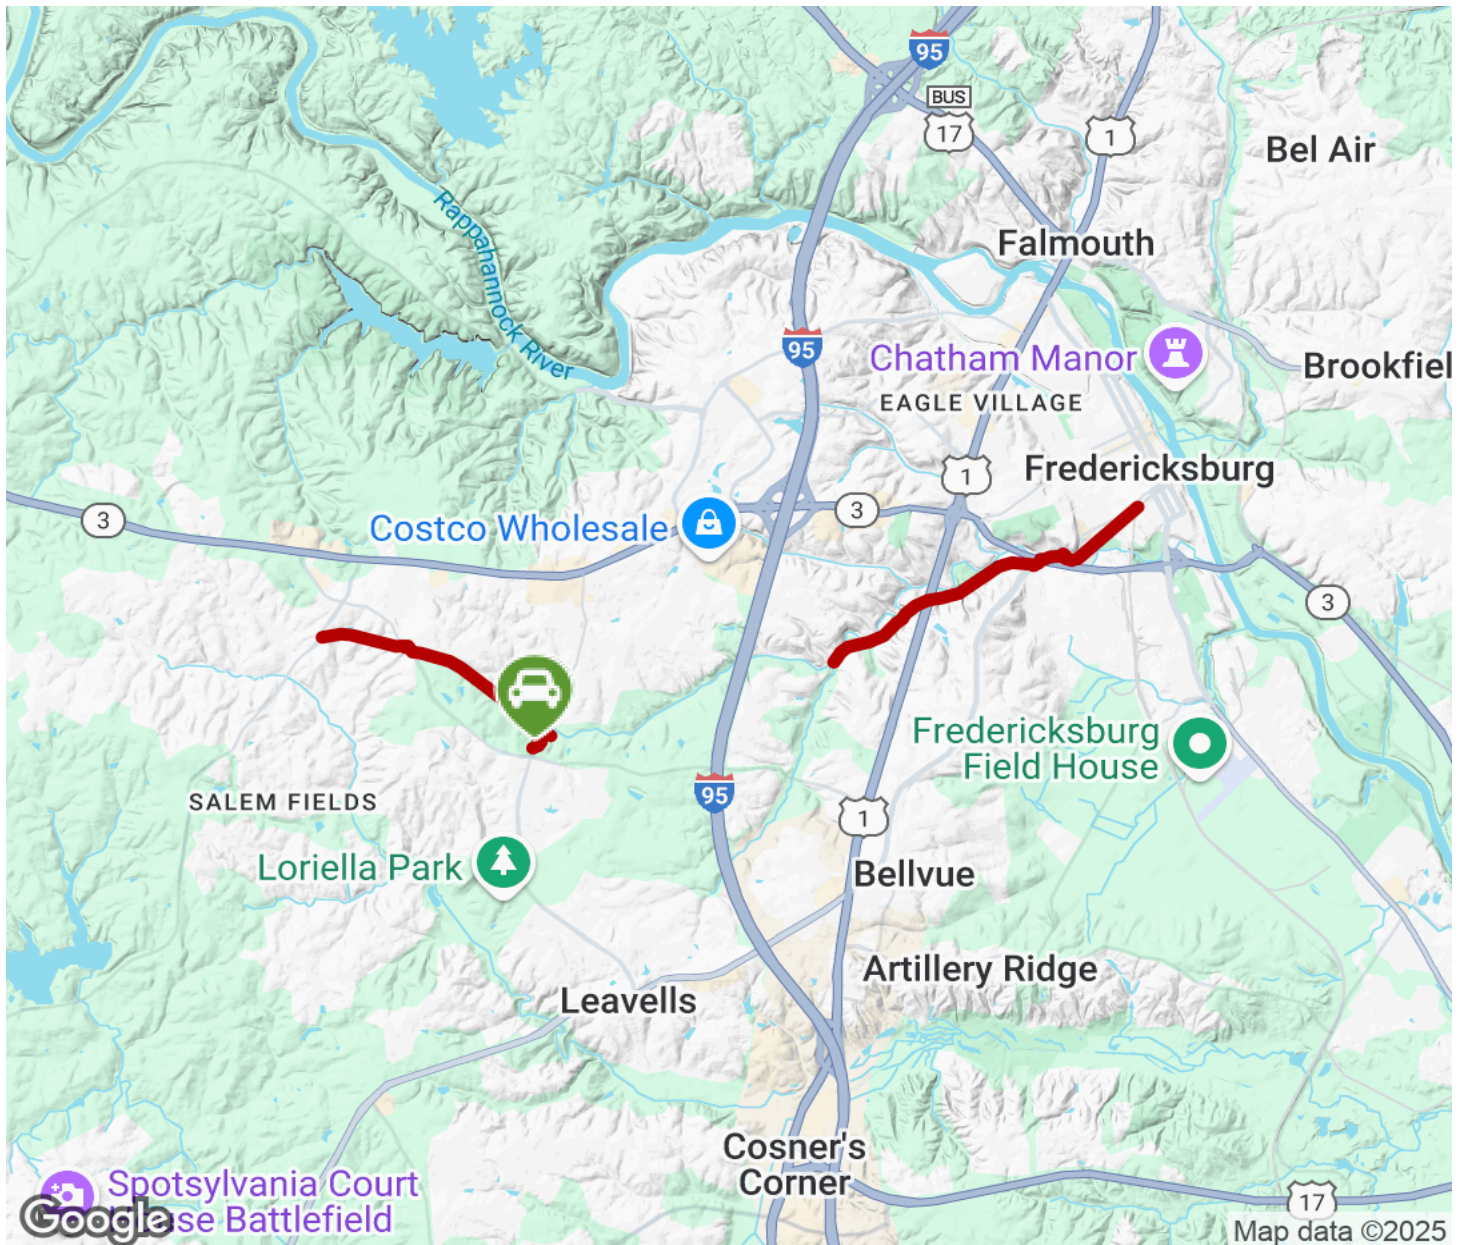 95
BUS
17
1
Bel Air
Rappahannock River
Falmouth
95
Chatham Manor
Brookfiel
EAGLE VILLAGE
1
Fredericksburg
3
Costco Wholesale
3
3
Fredericksburg
Field House
95
SALEM FIELDS
1
Loriella Park
Bellvue
Artillery Ridge
Leavells
Cosner's
Corner
Spotsylvania Court
House Battlefield
17
Google
Map data ©2025